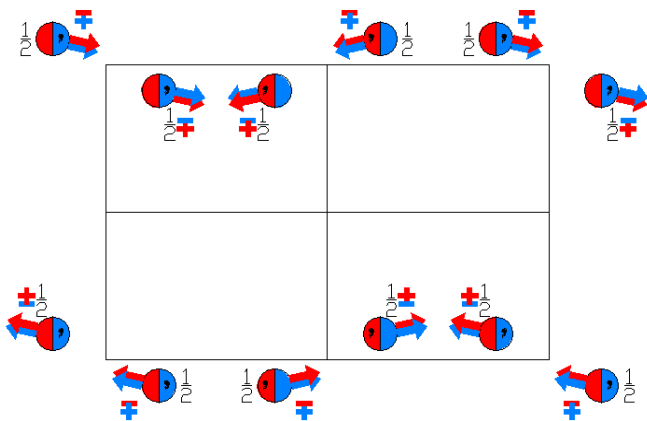 1/2 , ∓ ∓ 1/2 1/2 , ∓
, 1/2 ∓ ∓ 1/2 , 1/2 ∓
± 1/2 , 1/2 ± , ± 1/2 ,
∓ , 1/2 1/2 , ∓ ∓ , 1/2